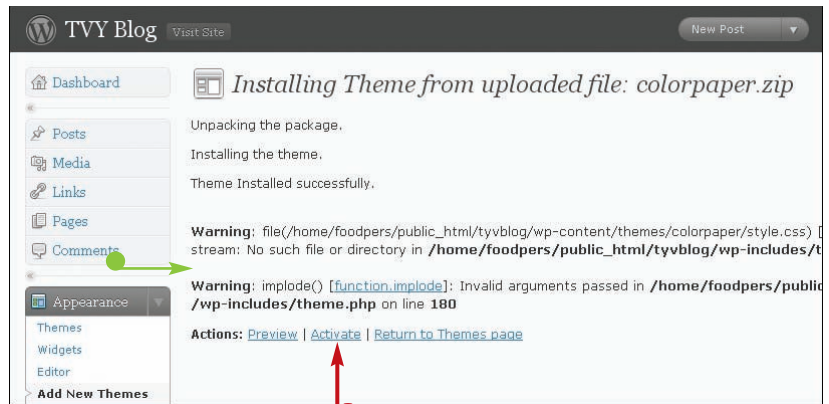 TVY Blog Visit Site New Post
Dashboard
Posts
Media
Links
Pages
Comments
Appearance
Themes
Widgets
Editor
Add New Themes
Installing Theme from uploaded file: colorpaper.zip
Unpacking the package.
Installing the theme.
Theme Installed successfully.
Warning: file(/home/foodpers/public_html/tyvblog/wp-content/themes/colorpaper/style.css) [
stream: No such file or directory in /home/foodpers/public_html/tyvblog/wp-includes/t
Warning: implode() [function.implode]: Invalid arguments passed in /home/foodpers/public
/wp-includes/theme.php on line 180
Actions: Preview | Activate | Return to Themes page